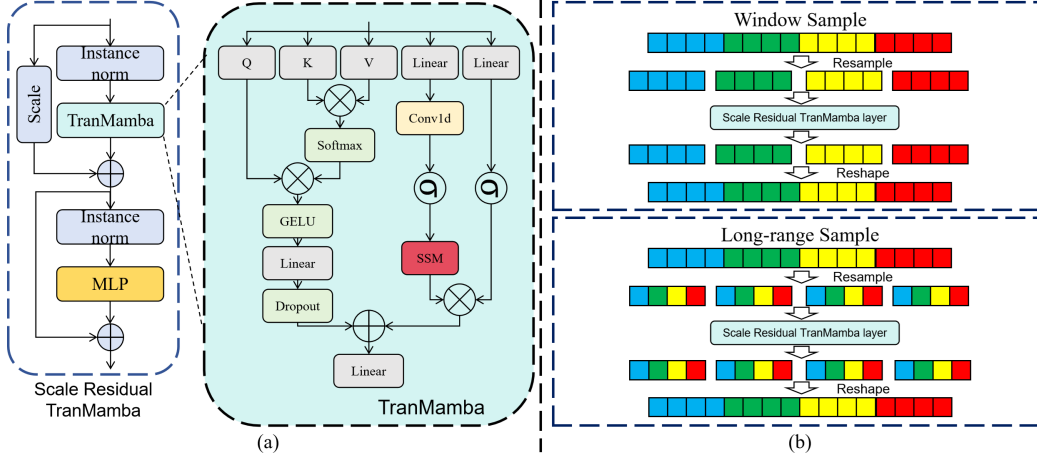 Instance
norm
Scale
TranMamba
Instance
norm
MLP
Scale Residual
TranMamba
Q
K
V
Linear
Linear
Conv1d
Softmax
σ
σ
GELU
Linear
SSM
Dropout
Linear
TranMamba
(a)
Window Sample
Resample
Scale Residual TranMamba layer
Reshape
Long-range Sample
Resample
Scale Residual TranMamba layer
Reshape
(b)